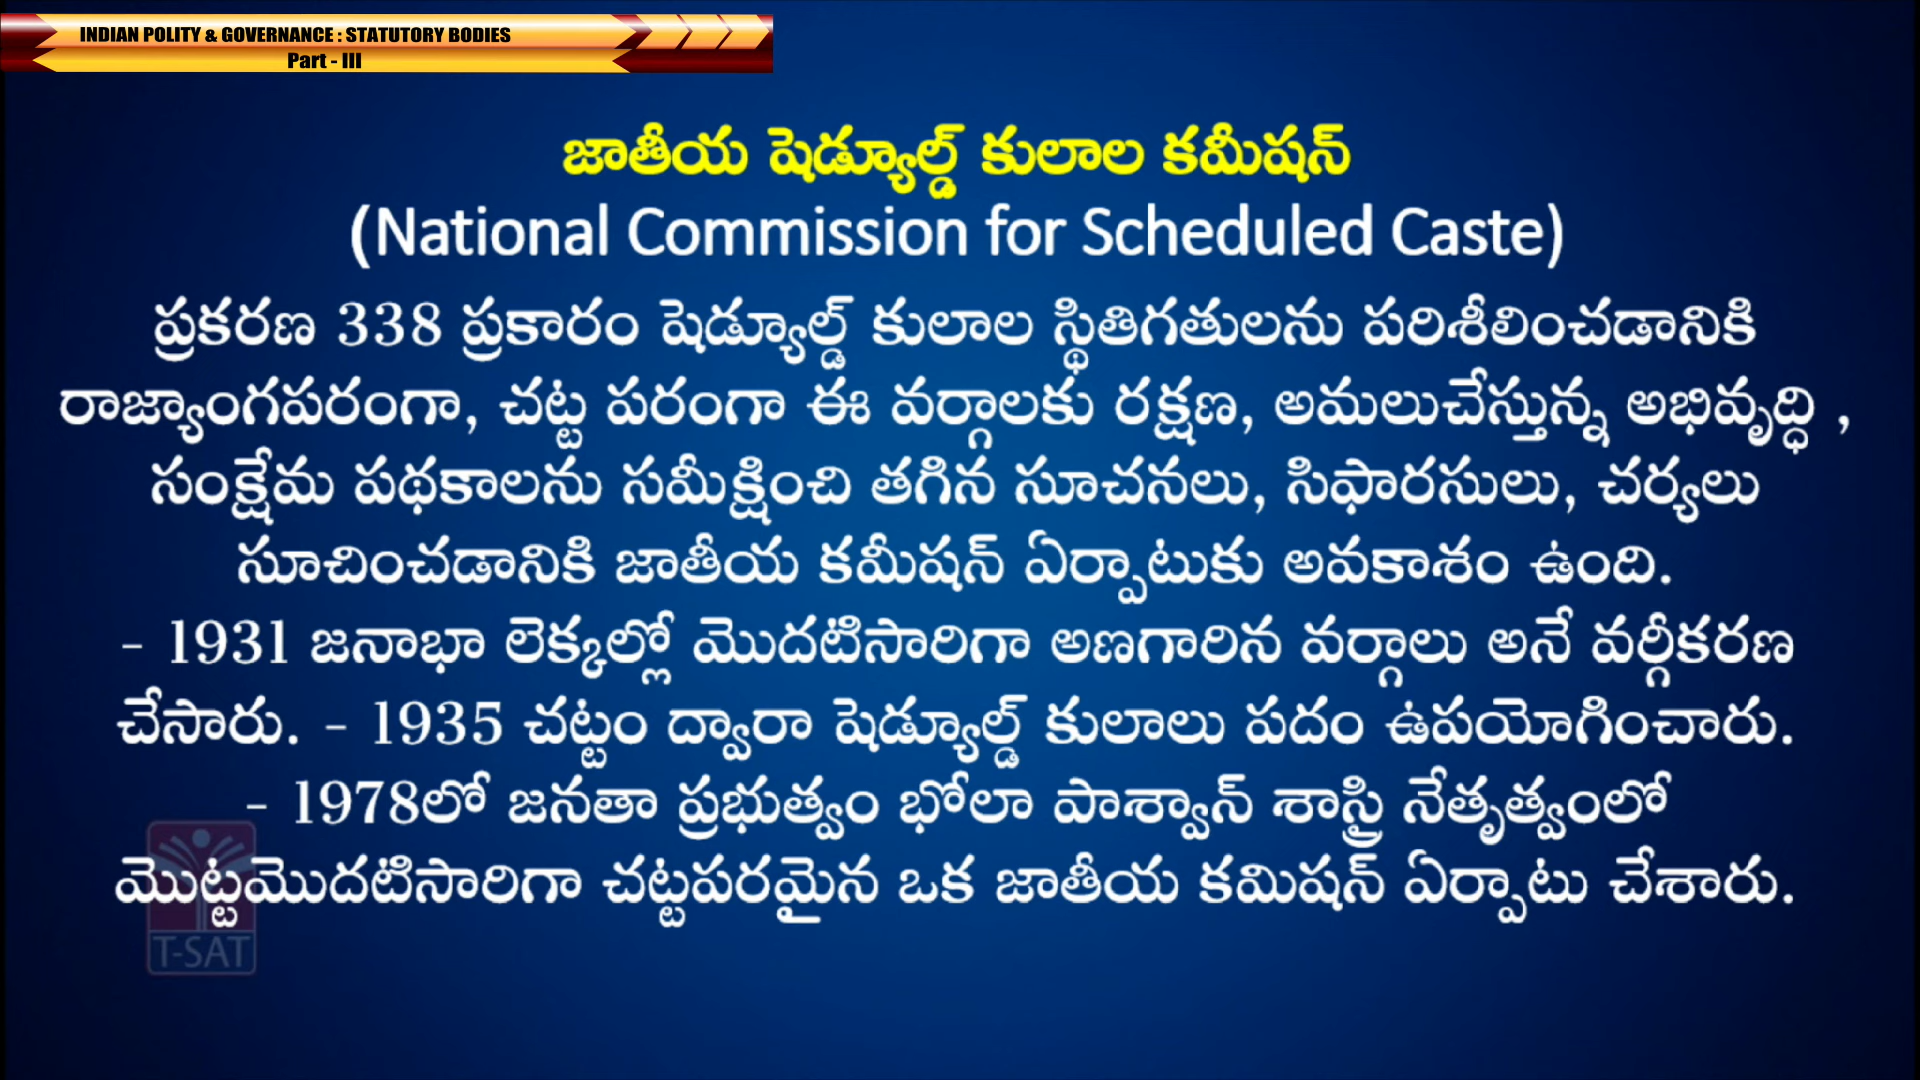 INDIAN POLITY & GOVERNANCE : STATUTORY BODIES
Part - III
జాతీయ షెడ్యూల్డ్ కులాల కమీషన్
(National Commission for Scheduled Caste)
ప్రకరణ 338 ప్రకారం షెడ్యూల్డ్ కులాల స్థితిగతులను పరిశీలించడానికి
రాజ్యాంగపరంగా, చట్ట పరంగా ఈ వర్గాలకు రక్షణ, అమలుచేస్తున్న అభివృద్ధి ,
సంక్షేమ పథకాలను సమీక్షించి తగిన సూచనలు, సిఫారసులు, చర్యలు
సూచించడానికి జాతీయ కమీషన్ ఏర్పాటుకు అవకాశం ఉంది.
- 1931 జనాభా లెక్కల్లో మొదటిసారిగా అణగారిన వర్గాలు అనే వర్గీకరణ
చేసారు. - 1935 చట్టం ద్వారా షెడ్యూల్డ్ కులాలు పదం ఉపయోగించారు.
- 1978లో జనతా ప్రభుత్వం భోలా పాశ్వాన్ శాస్త్రి నేతృత్వంలో
మొట్టమొదటిసారిగా చట్టపరమైన ఒక జాతీయ కమిషన్ ఏర్పాటు చేశారు.
T-SAT